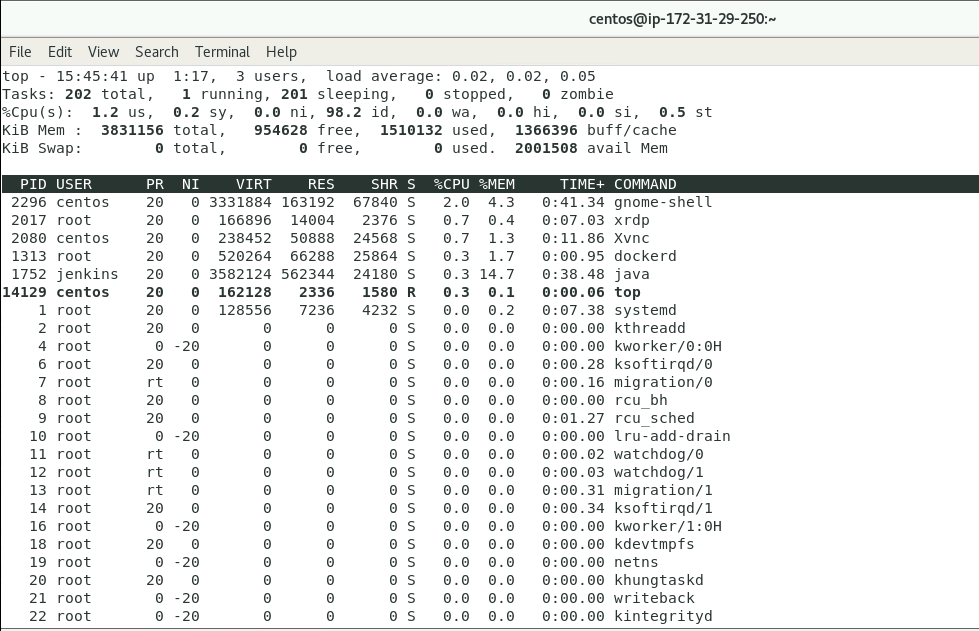 centos@ip-172-31-29-250:~
File Edit View Search Terminal Help
top - 15:45:41 up  1:17,  3 users,  load average: 0.02, 0.02, 0.05
Tasks: 202 total,   1 running, 201 sleeping,   0 stopped,   0 zombie
%Cpu(s):  1.2 us,  0.2 sy,  0.0 ni, 98.2 id,  0.0 wa,  0.0 hi,  0.0 si,  0.5 st
KiB Mem :  3831156 total,   954628 free,  1510132 used,  1366396 buff/cache
KiB Swap:        0 total,        0 free,        0 used.  2001508 avail Mem
  PID USER      PR  NI    VIRT    RES    SHR S  %CPU %MEM     TIME+ COMMAND
 2296 centos    20   0 3331884 163192  67840 S   2.0  4.3   0:41.34 gnome-shell
 2017 root      20   0  166896  14004   2376 S   0.7  0.4   0:07.03 xrdp
 2080 centos    20   0  238452  50888  24568 S   0.7  1.3   0:11.86 Xvnc
 1313 root      20   0  520264  66288  25864 S   0.3  1.7   0:00.95 dockerd
 1752 jenkins   20   0 3582124 562344  24180 S   0.3 14.7   0:38.48 java
14129 centos    20   0  162128   2336   1580 R   0.3  0.1   0:00.06 top
    1 root      20   0  128556   7236   4232 S   0.0  0.2   0:07.38 systemd
    2 root      20   0       0      0      0 S   0.0  0.0   0:00.00 kthreadd
    4 root       0 -20       0      0      0 S   0.0  0.0   0:00.00 kworker/0:0H
    6 root      20   0       0      0      0 S   0.0  0.0   0:00.28 ksoftirqd/0
    7 root      rt   0       0      0      0 S   0.0  0.0   0:00.16 migration/0
    8 root      20   0       0      0      0 S   0.0  0.0   0:00.00 rcu_bh
    9 root      20   0       0      0      0 S   0.0  0.0   0:01.27 rcu_sched
   10 root       0 -20       0      0      0 S   0.0  0.0   0:00.00 lru-add-drain
   11 root      rt   0       0      0      0 S   0.0  0.0   0:00.02 watchdog/0
   12 root      rt   0       0      0      0 S   0.0  0.0   0:00.03 watchdog/1
   13 root      rt   0       0      0      0 S   0.0  0.0   0:00.31 migration/1
   14 root      20   0       0      0      0 S   0.0  0.0   0:00.34 ksoftirqd/1
   16 root       0 -20       0      0      0 S   0.0  0.0   0:00.00 kworker/1:0H
   18 root      20   0       0      0      0 S   0.0  0.0   0:00.00 kdevtmpfs
   19 root       0 -20       0      0      0 S   0.0  0.0   0:00.00 netns
   20 root      20   0       0      0      0 S   0.0  0.0   0:00.00 khungtaskd
   21 root       0 -20       0      0      0 S   0.0  0.0   0:00.00 writeback
   22 root       0 -20       0      0      0 S   0.0  0.0   0:00.00 kintegrityd